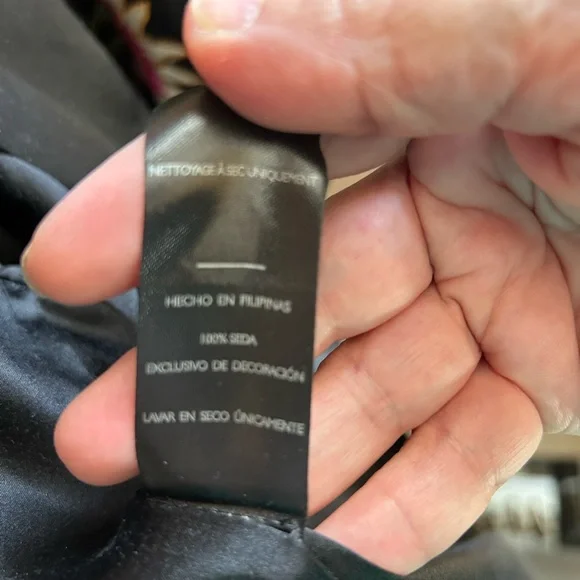 NETTOYAGE À SEC UNIQUEMENT
HECHO EN FILIPINAS
100% SEDA
EXCLUSIVO DE DECORACIÓN
LAVAR EN SECO ÚNICAMENTE